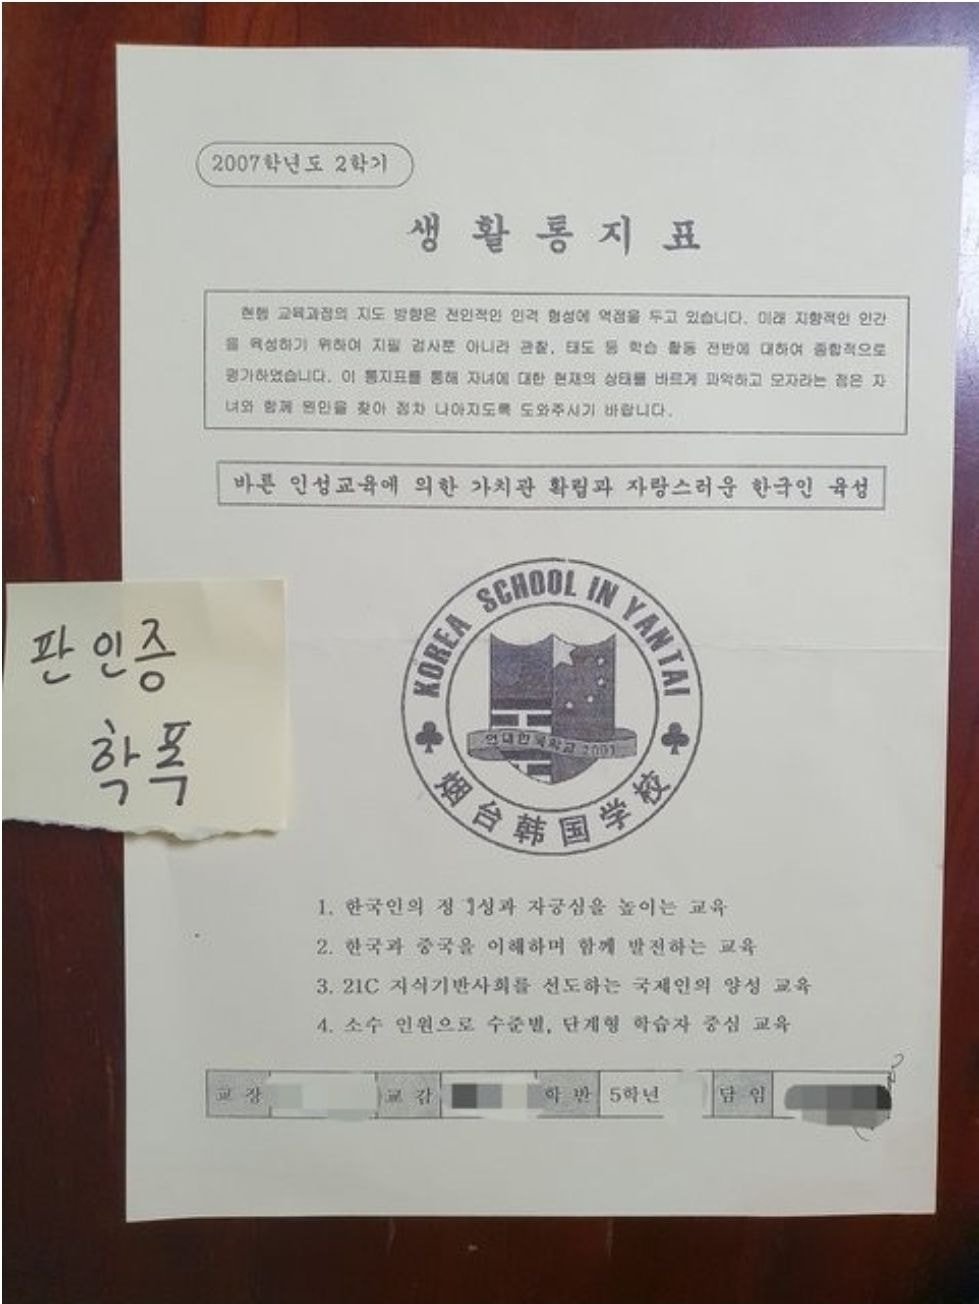 2007학년도 2학기
생활통지표
현행 교육과정의 지도 방향은 전인적인 인격 형성에 역점을 두고 있습니다. 미래 지향적인 인간
을 육성하기 위하여 지필 검사뿐 아니라 관찰, 태도 등 학습 활동 전반에 대하여 종합적으로
평가하였습니다. 이 통지표를 통해 자녀에 대한 현재의 상태를 바르게 파악하고 모자라는 점은 자
녀와 함께 원인을 찾아 점차 나아지도록 도와주시기 바랍니다.
바른 인성교육에 의한 가치관 확립과 자랑스러운 한국인 육성
판 인증
학폭
KOREA SCHOOL IN YANTAI
연대한국학교 2001
烟台韩国学校
1. 한국인의 정 성과 자긍심을 높이는 교육
2. 한국과 중국을 이해하며 함께 발전하는 교육
3. 21C 지식기반사회를 선도하는 국제인의 양성 교육
4. 소수 인원으로 수준별, 단계형 학습자 중심 교육
교 장 교 감 학 반 5학년 담 임